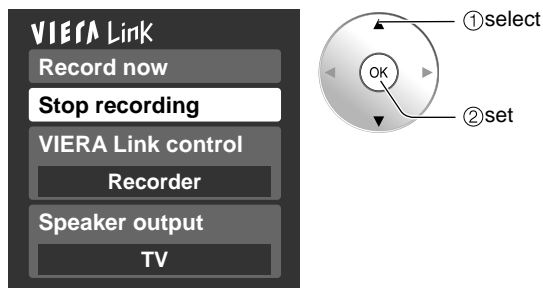 VIErA Link
Record now
Stop recording
VIERA Link control
Recorder
Speaker output
TV
①select
OK
②set